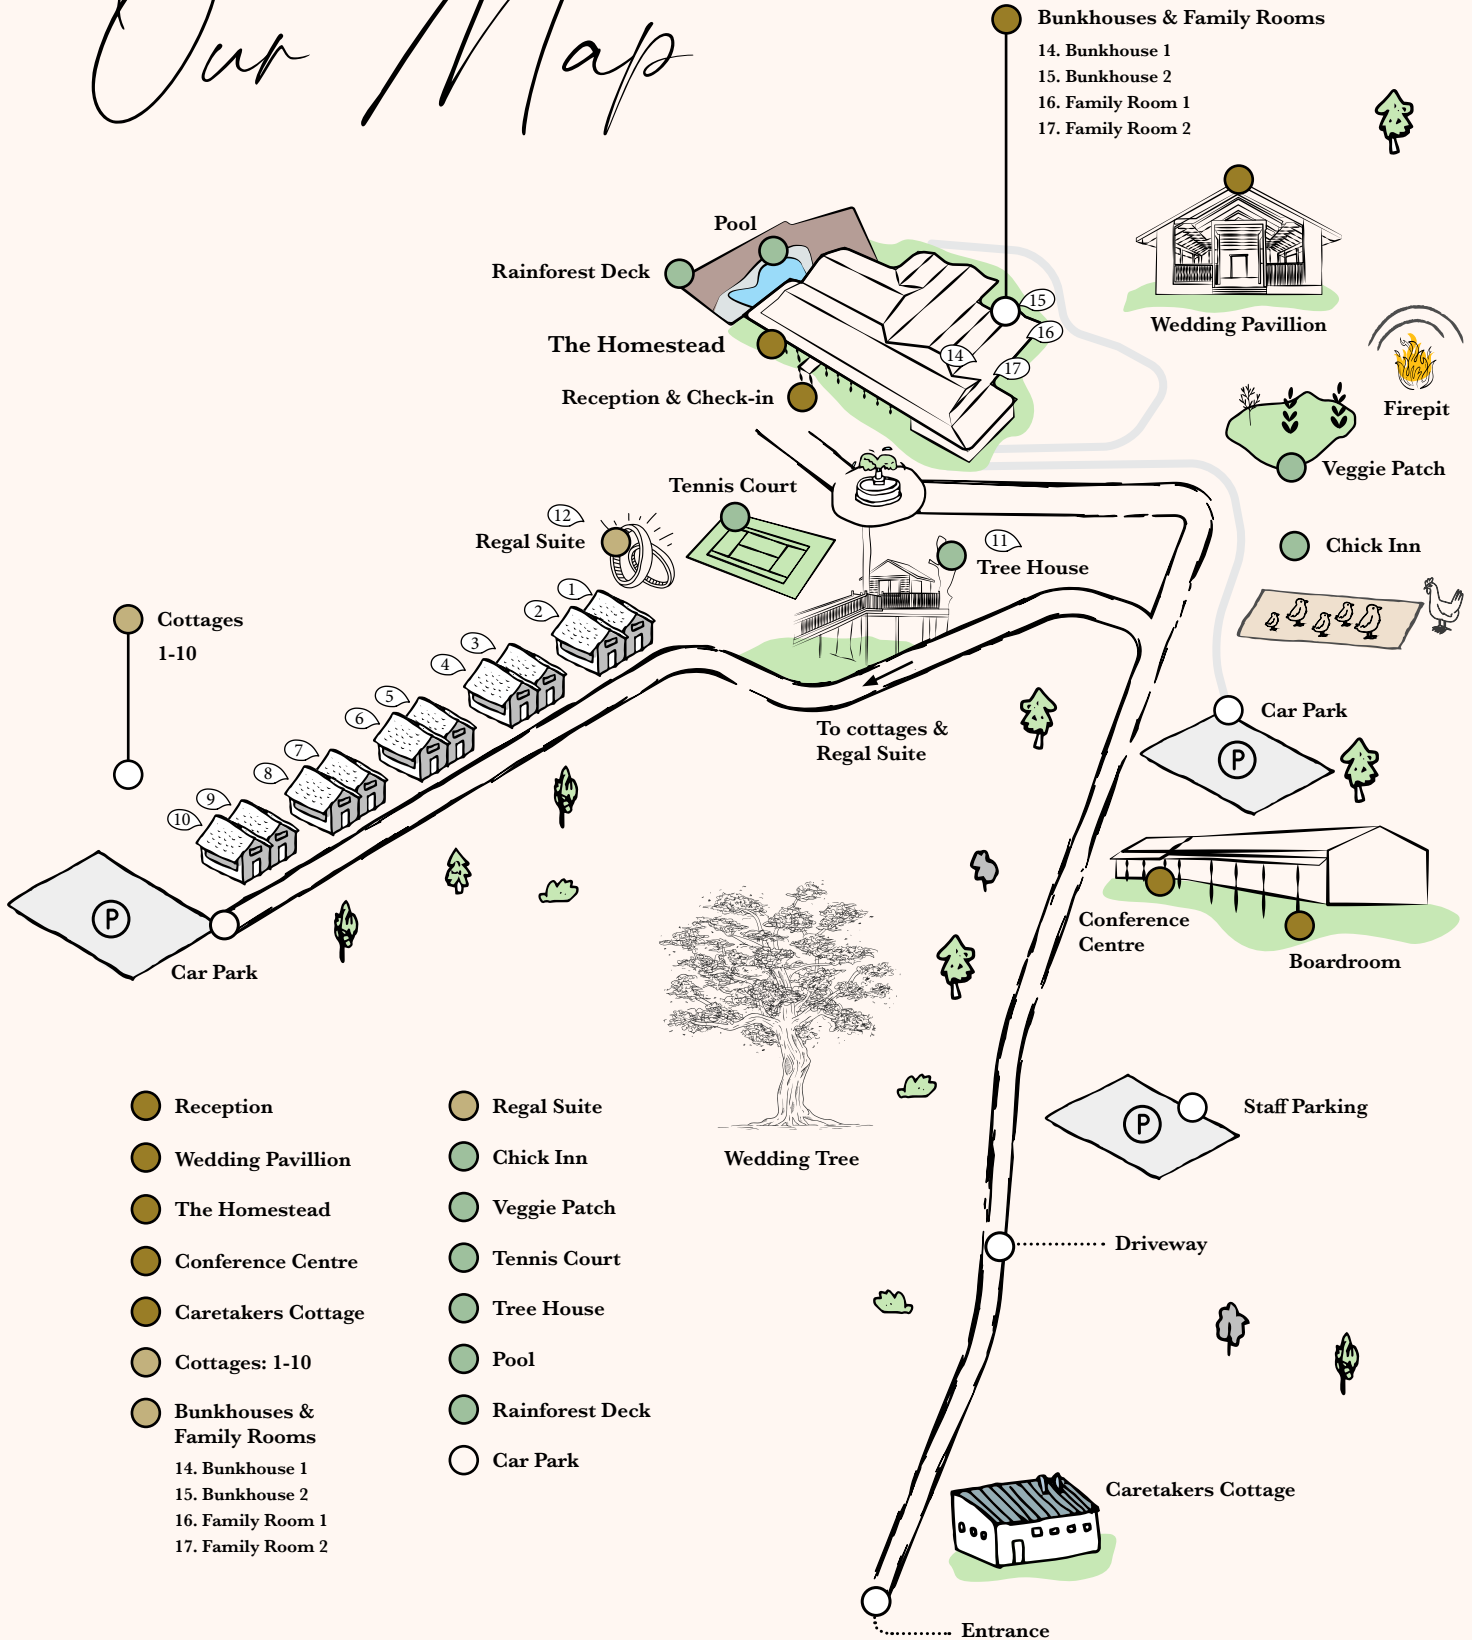 Our Map
Bunkhouses & Family Rooms
14. Bunkhouse 1
15. Bunkhouse 2
16. Family Room 1
17. Family Room 2
Pool
Rainforest Deck
The Homestead
Reception & Check-in
15
16
14
17
Wedding Pavillion
Firepit
Veggie Patch
Tennis Court
12
Regal Suite
11
Tree House
Chick Inn
Cottages
1-10
1
2
3
4
5
6
7
8
9
10
To cottages &
Regal Suite
Car Park
P
P
Car Park
Conference
Centre
Boardroom
Wedding Tree
P
Staff Parking
Driveway
Reception
Wedding Pavillion
The Homestead
Conference Centre
Caretakers Cottage
Cottages: 1-10
Bunkhouses &
Family Rooms
14. Bunkhouse 1
15. Bunkhouse 2
16. Family Room 1
17. Family Room 2
Regal Suite
Chick Inn
Veggie Patch
Tennis Court
Tree House
Pool
Rainforest Deck
Car Park
Caretakers Cottage
Entrance